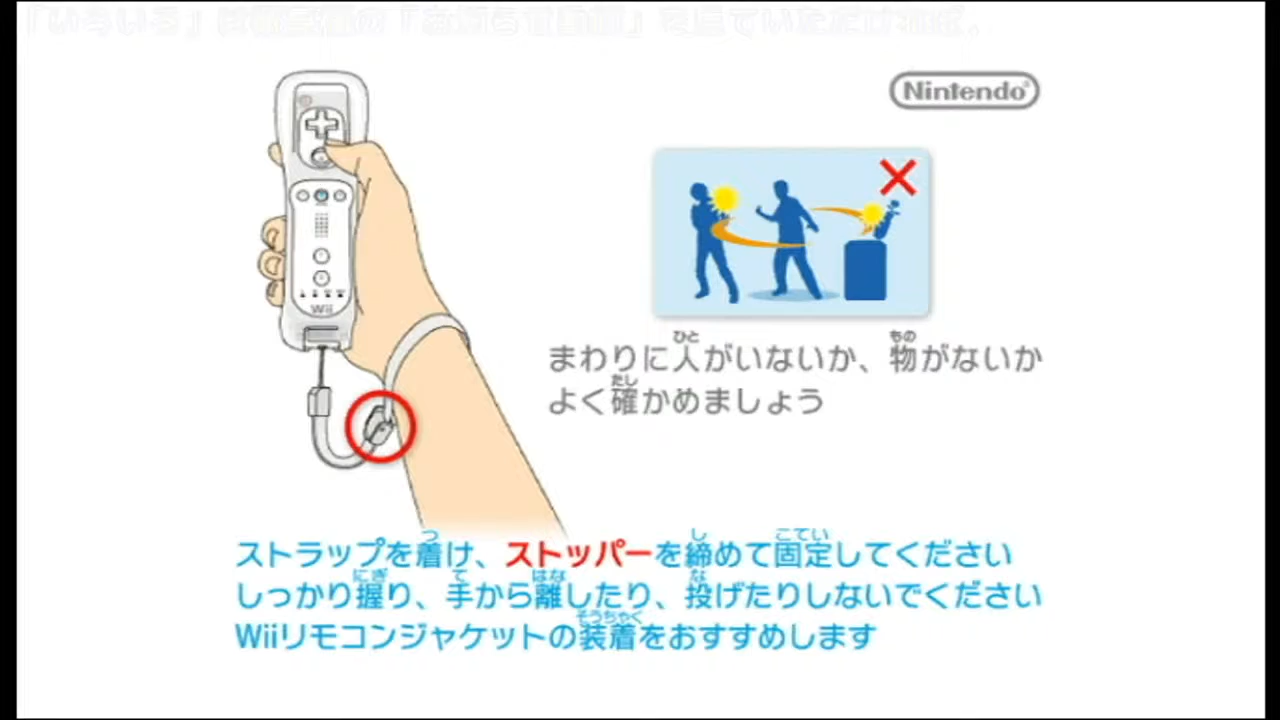 Nintendo
まわりに人がいないか、物がないか
よく確かめましょう
ストラップを着け、ストッパーを締めて固定してください
しっかり握り、手から離したり、投げたりしないでください
Wiiリモコンジャケットの装着をおすすめします
Wii